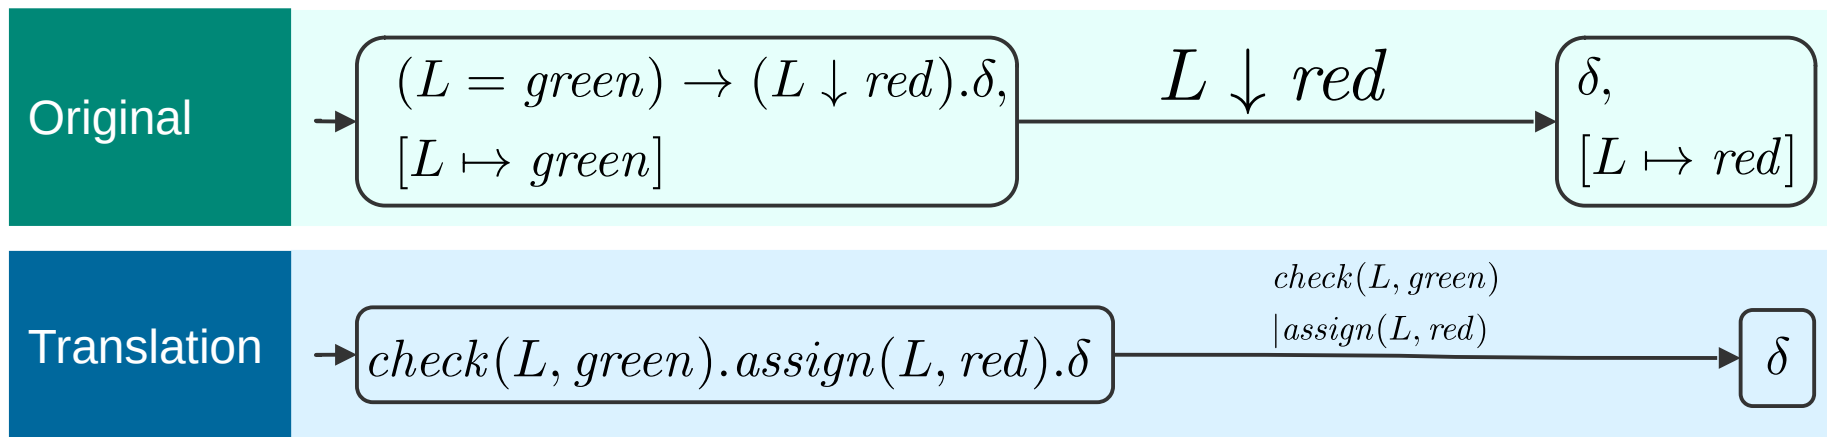 Original
(L = green) → (L ↓ red).δ,
[L ↦ green]
L ↓ red
δ,
[L ↦ red]
Translation
check(L, green).assign(L, red).δ
check(L, green)
|assign(L, red)
δ